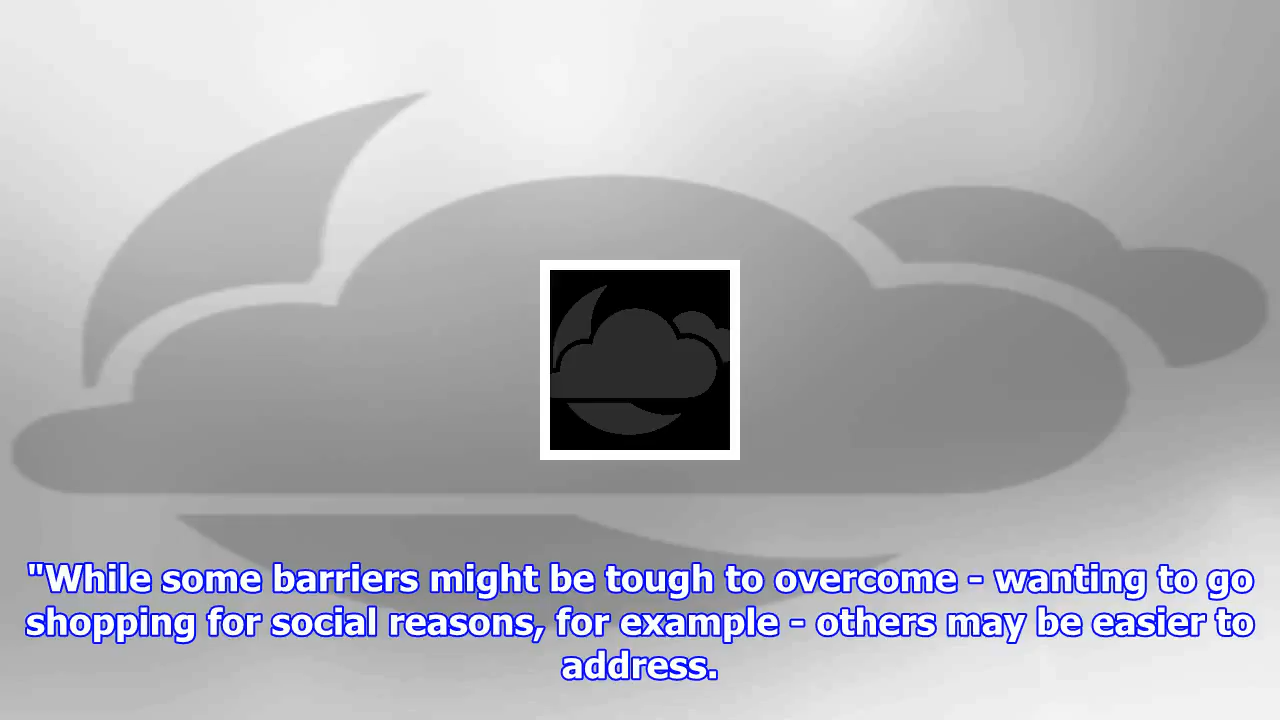 "While some barriers might be tough to overcome - wanting to go
shopping for social reasons, for example - others may be easier to
address.